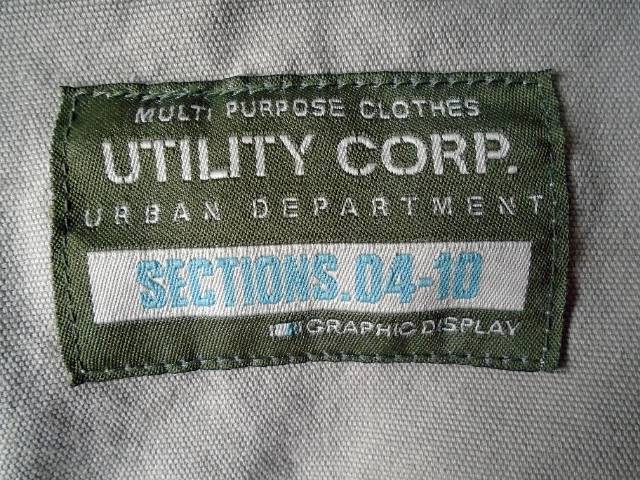 MULTI PURPOSE CLOTHES
UTILITY CORP.
URBAN DEPARTMENT
SECTIONS.04-10
GRAPHIC DISPLAY